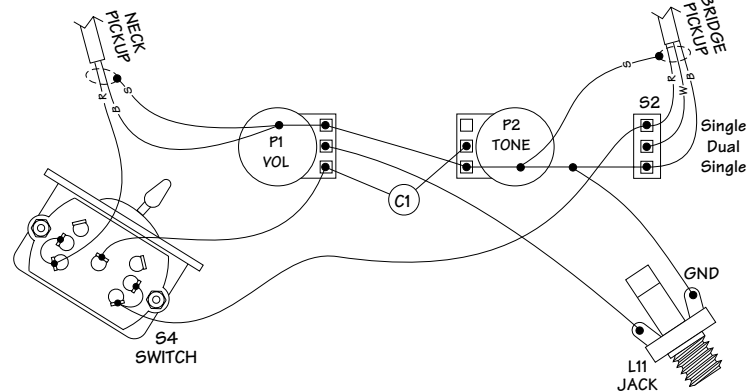 NECK
PICKUP
BRIDGE
PICKUP
S
R
B
S
R
W
B
S2
Single
Dual
Single
P1
VOL
P2
TONE
C1
GND
S4
SWITCH
L11
JACK